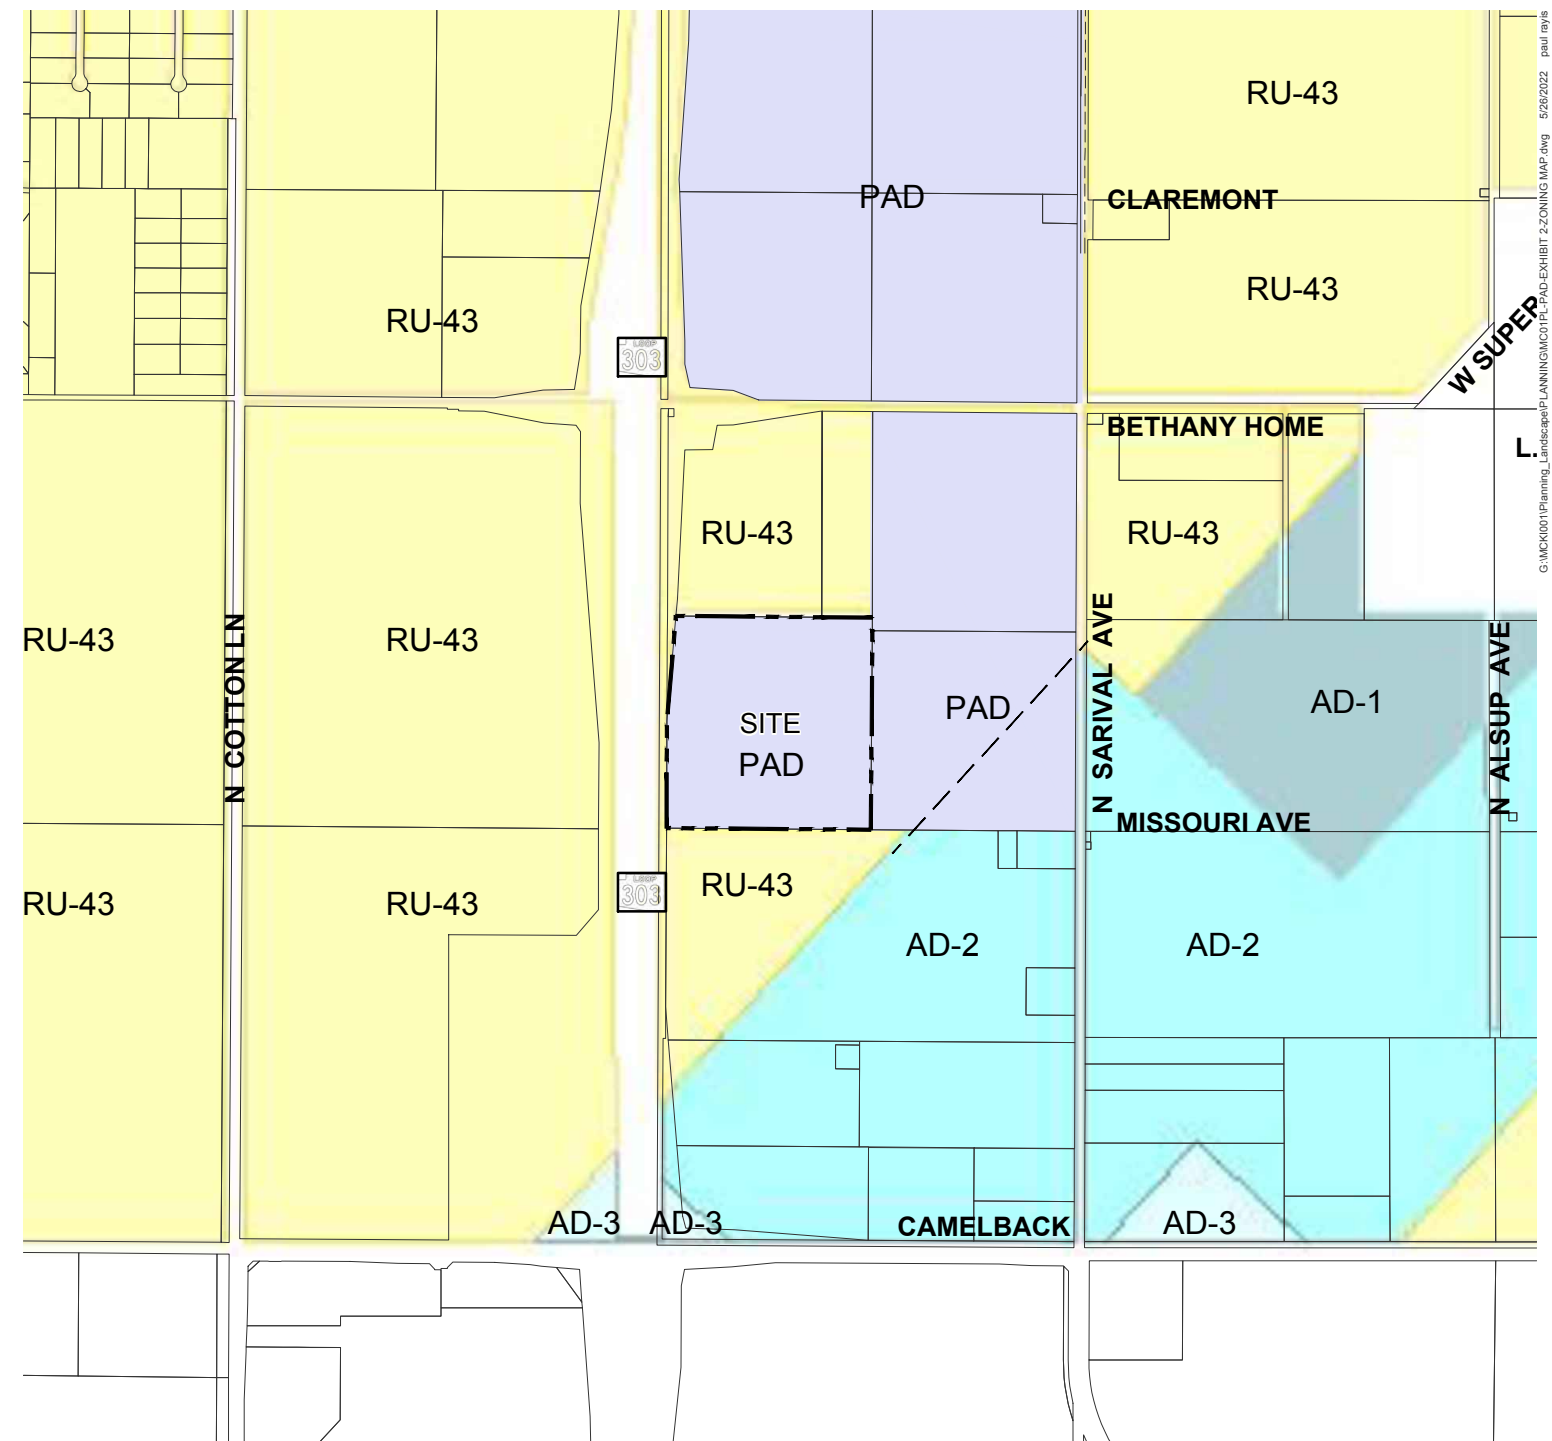 RU-43
PAD
CLAREMONT
RU-43
RU-43
W SUPER
LOOP
303
BETHANY HOME
L.
RU-43
RU-43
RU-43
RU-43
N COTTON LN
SITE
PAD
PAD
N SARIVAL AVE
AD-1
N ALSUP AVE
MISSOURI AVE
LOOP
303
RU-43
RU-43
RU-43
AD-2
AD-2
AD-3
AD-3
CAMELBACK
AD-3
G:\MCKI001\Planning_Landscape\PLANNING\MC01PL-PAD-EXHIBIT 2-ZONING MAP.dwg 5/26/2022 paul rayis